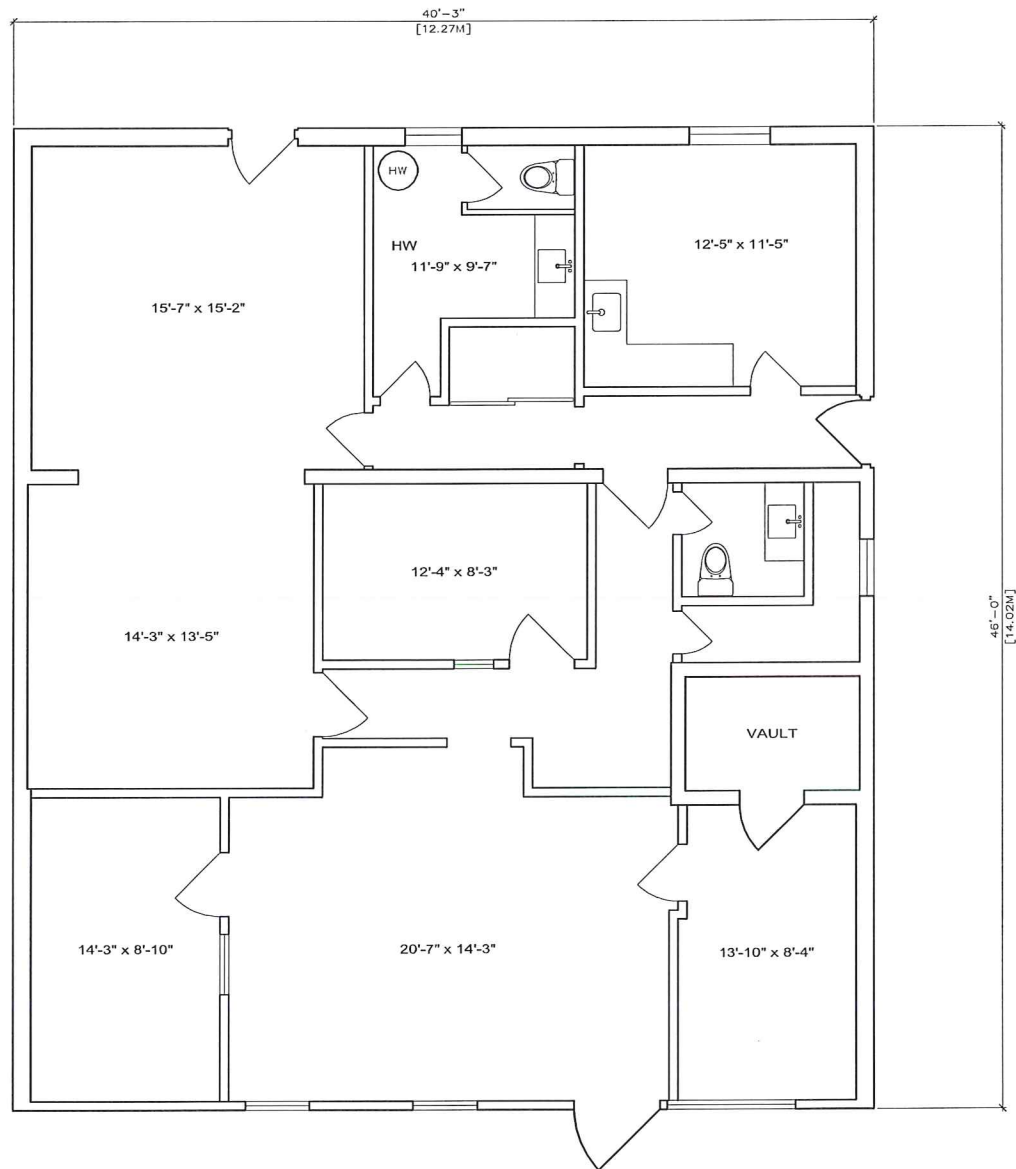 40'-3"
[12.27M]
HW
HW
11'-9" x 9'-7"
12'-5" x 11'-5"
15'-7" x 15'-2"
12'-4" x 8'-3"
14'-3" x 13'-5"
46'-0"
[14.02M]
VAULT
14'-3" x 8'-10"
20'-7" x 14'-3"
13'-10" x 8'-4"